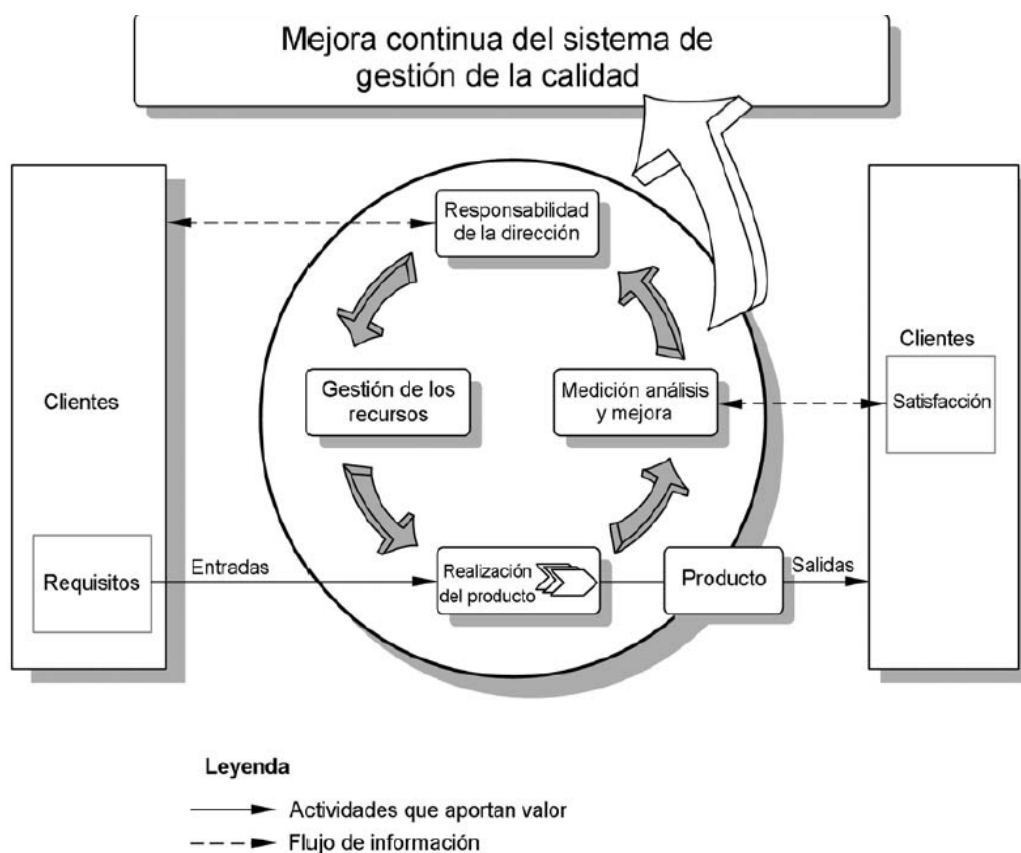 Mejora continua del sistema de
gestión de la calidad
Responsabilidad
de la dirección
Clientes
Gestión de los
recursos
Medición análisis
y mejora
Clientes
Satisfacción
Requisitos
Entradas
Realización
del producto
Producto
Salidas
Leyenda
Actividades que aportan valor
Flujo de información